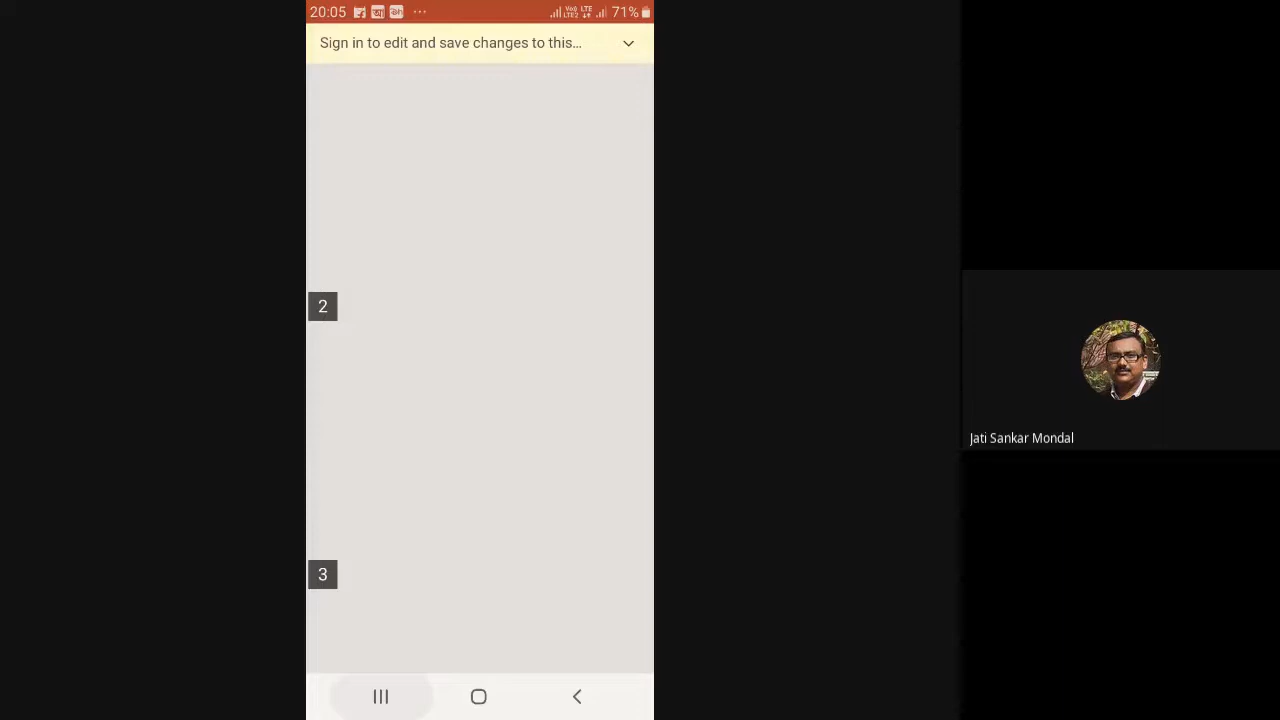 20:05 71%
Sign in to edit and save changes to this...
2
3
Jati Sankar Mondal